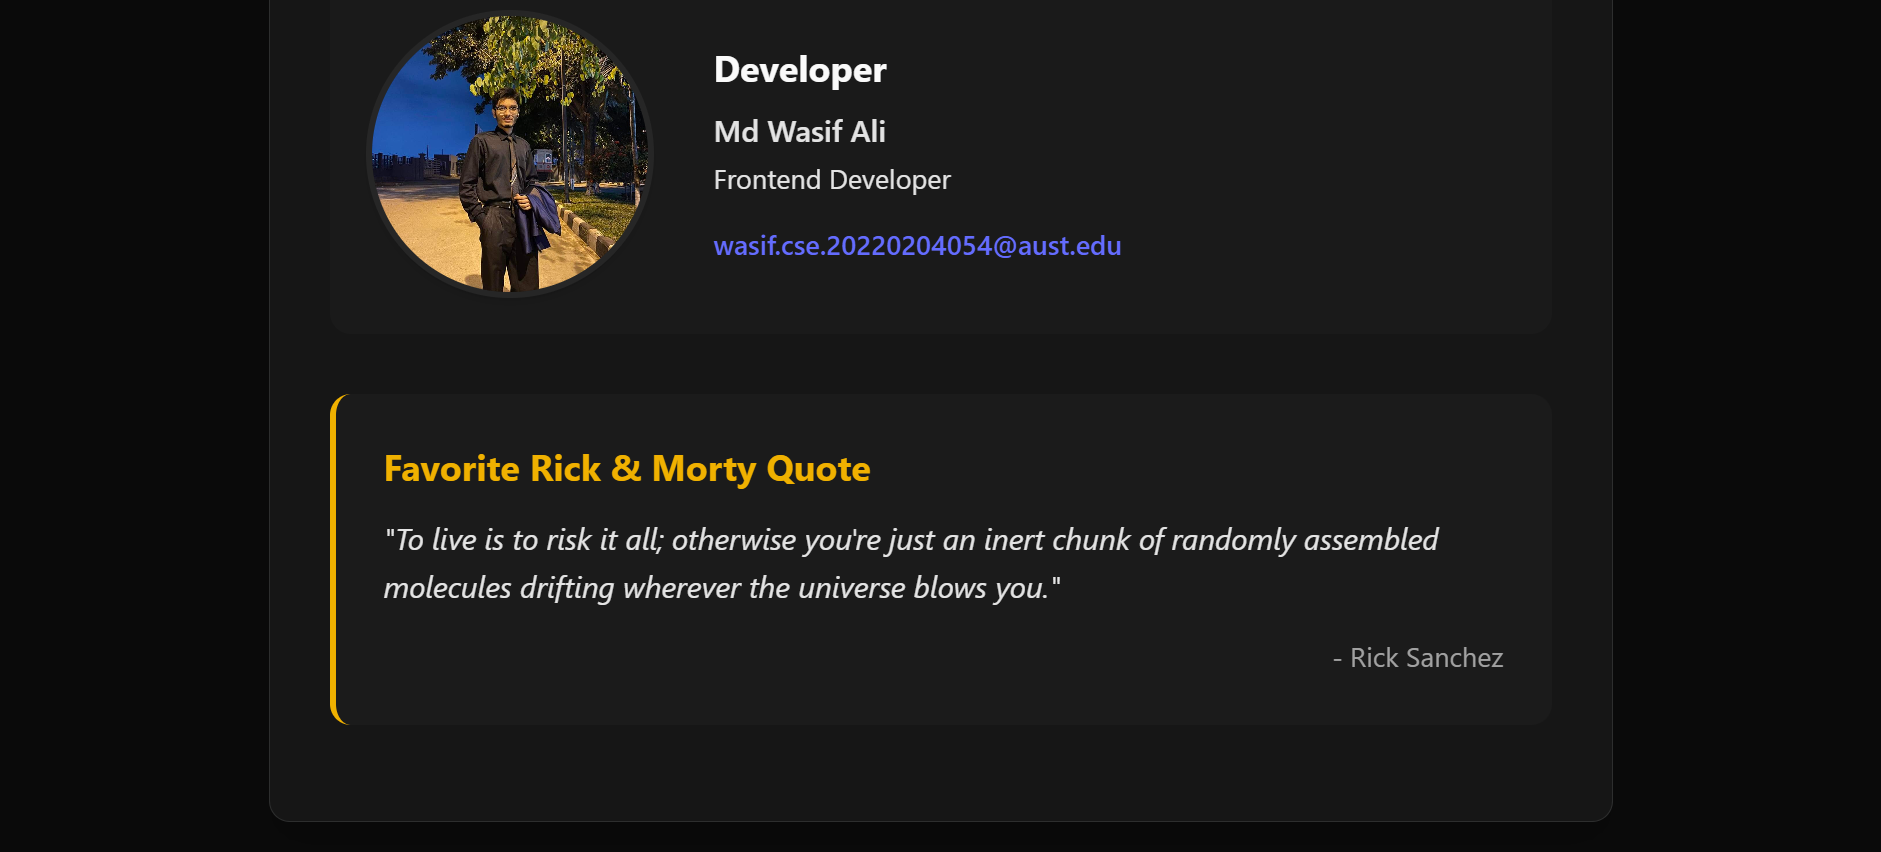 Developer
Md Wasif Ali
Frontend Developer
wasif.cse.20220204054@aust.edu
Favorite Rick & Morty Quote
"To live is to risk it all; otherwise you're just an inert chunk of randomly assembled
molecules drifting wherever the universe blows you."
- Rick Sanchez